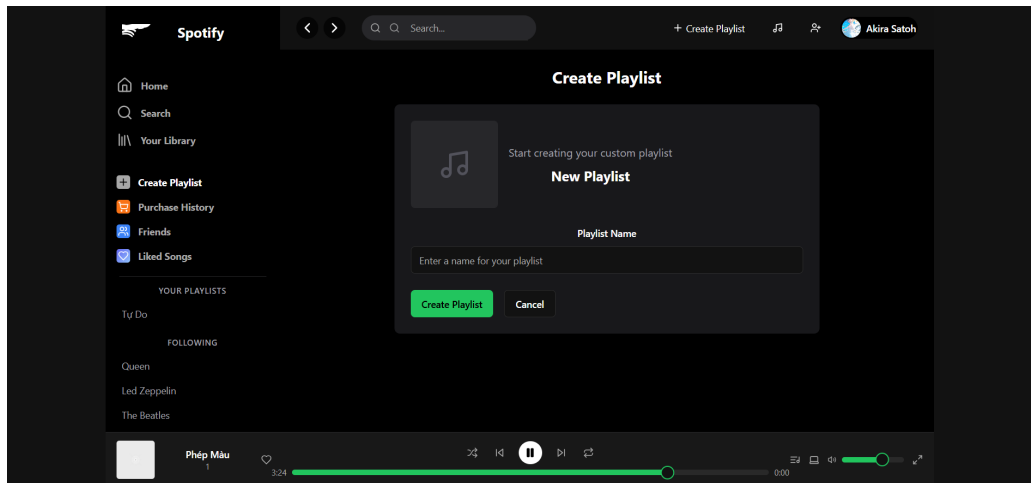 Spotify
Search...
+ Create Playlist
Akira Satoh
Home
Search
Your Library
Create Playlist
Purchase History
Friends
Liked Songs
YOUR PLAYLISTS
Tự Do
FOLLOWING
Queen
Led Zeppelin
The Beatles
Create Playlist
Start creating your custom playlist
New Playlist
Playlist Name
Enter a name for your playlist
Create Playlist
Cancel
Phép Màu
1
3:24
0:00